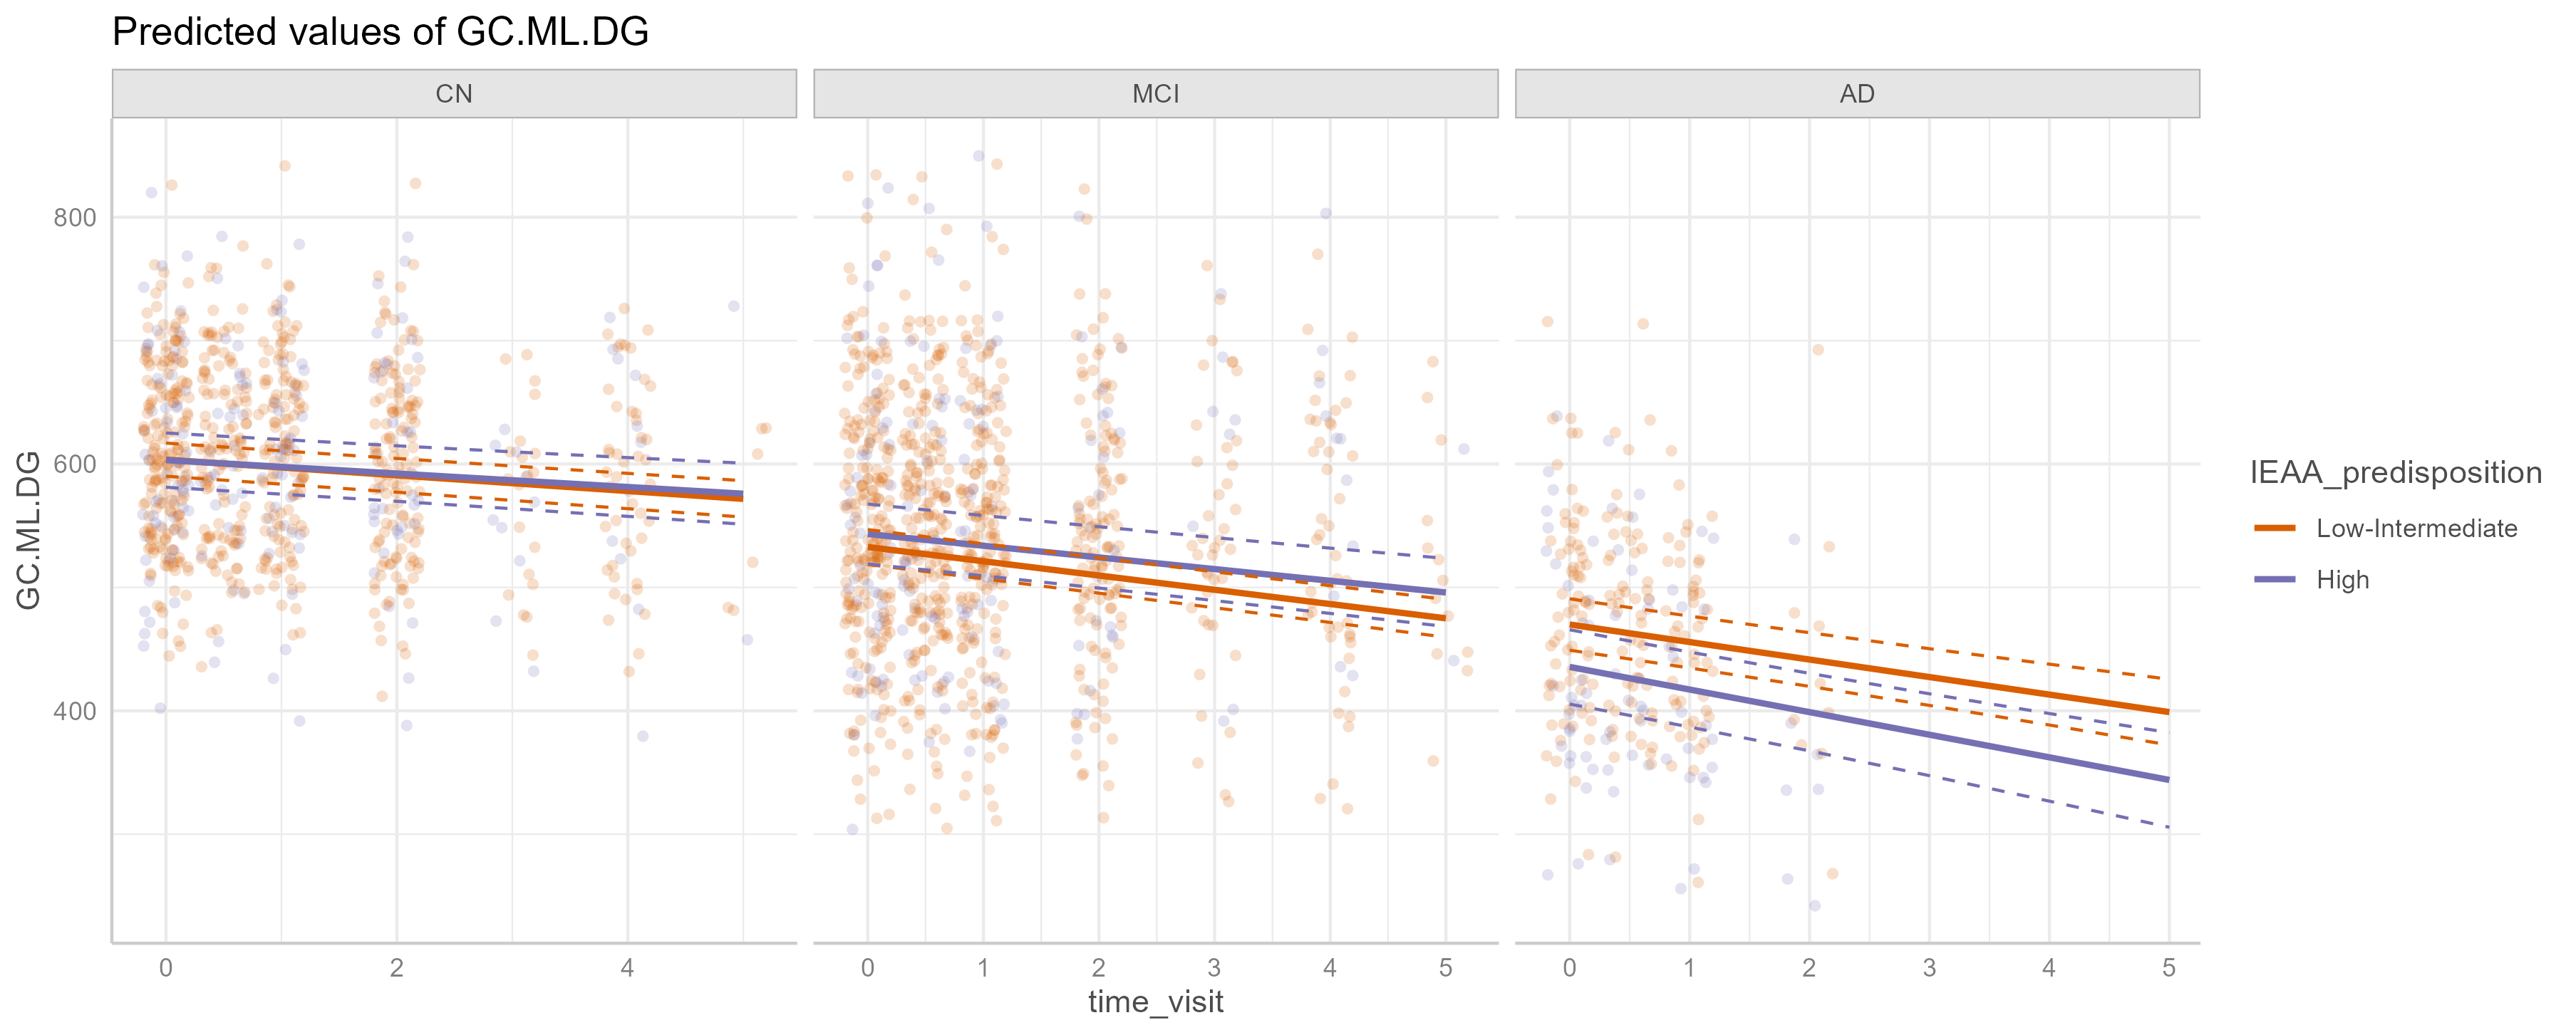 Predicted values of GC.ML.DG
CN
MCI
AD
800
600
400
GC.ML.DG
0 2 4
0 1 2 3 4 5
0 1 2 3 4 5
time_visit
IEAA_predisposition
Low-Intermediate
High